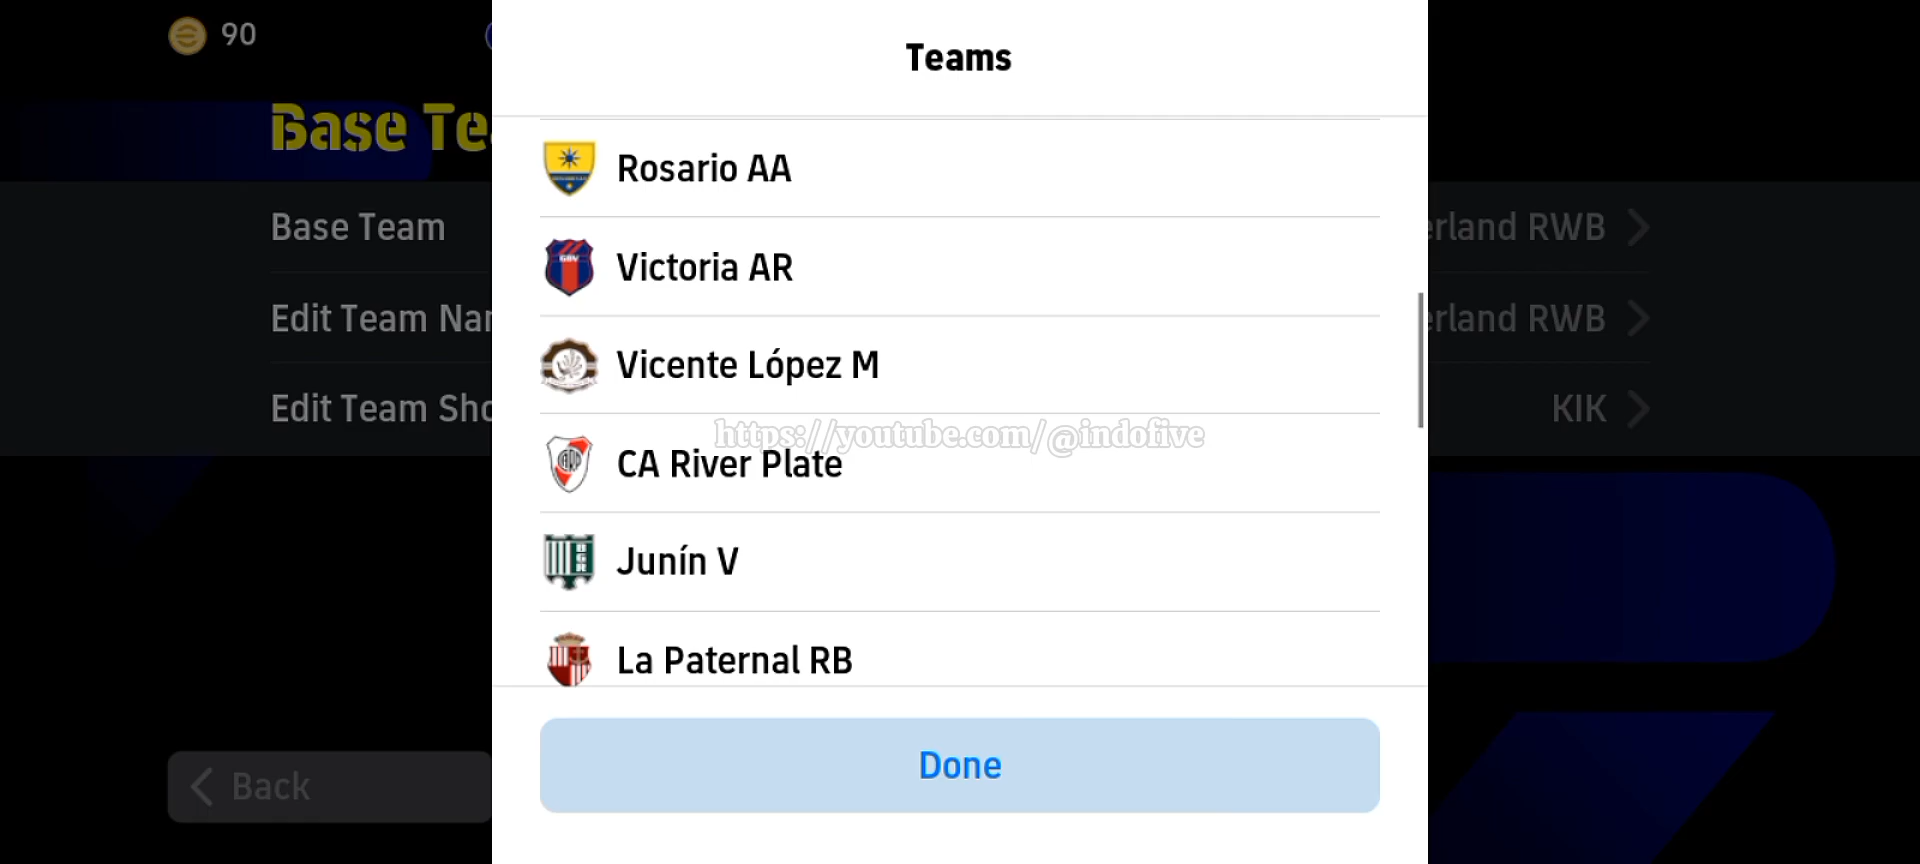 90
Teams
Base Te
Rosario AA
Base Team
erland RWB
Victoria AR
Edit Team Nar
erland RWB
Vicente López M
Edit Team Sho
KIK
https://youtube.com/@indofive
CA River Plate
Junín V
La Paternal RB
Done
Back